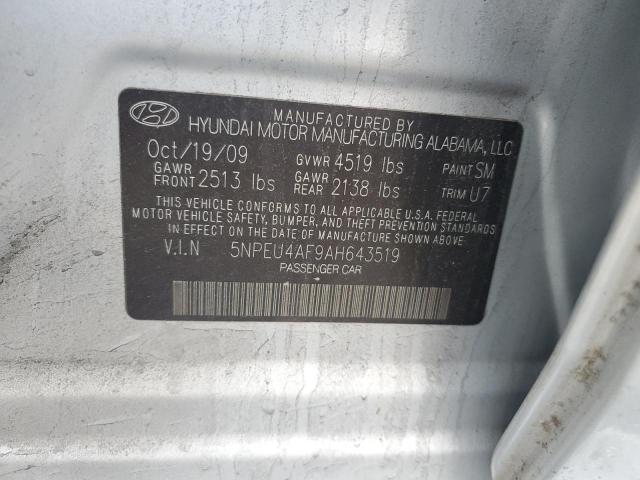 MANUFACTURED BY
HYUNDAI MOTOR MANUFACTURING ALABAMA, LLC
Oct/19/09 GVWR 4519 lbs PAINT SM
GAWR FRONT 2513 lbs GAWR REAR 2138 lbs TRIM U7
THIS VEHICLE CONFORMS TO ALL APPLICABLE U.S.A. FEDERAL
MOTOR VEHICLE SAFETY, BUMPER, AND THEFT PREVENTION STANDARDS
IN EFFECT ON THE DATE OF MANUFACTURE SHOWN ABOVE.
V.I.N 5NPEU4AF9AH643519
PASSENGER CAR